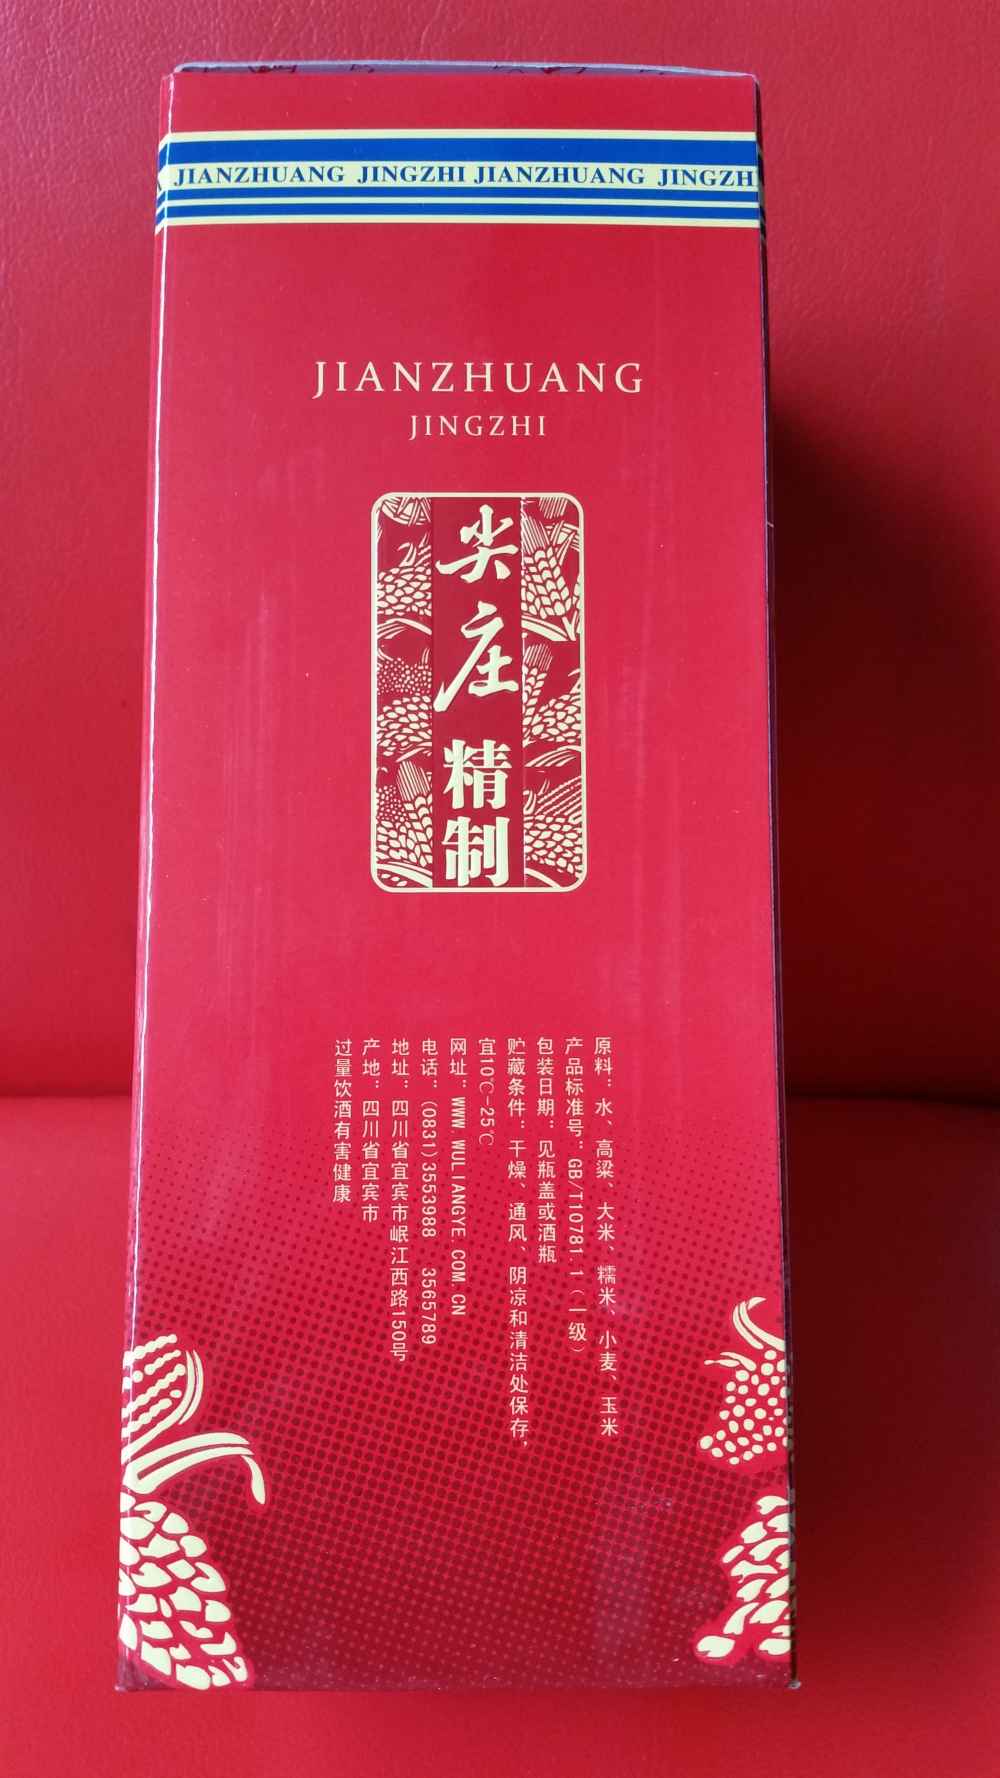 JIANZHUANG JINGZHI JIANZHUANG JINGZH
JIANZHUANG
JINGZHI
尖庄
精制
原料：水、高粱、大米、糯米、小麦、玉米
产品标准号：GB/T10781.1（一级）
包装日期：见瓶盖或酒瓶
贮藏条件：干燥、通风、阴凉和清洁处保存，
宜10℃-25℃
网址：WWW.WULIANGYE.COM.CN
电话：(0831)3553988 3565789
地址：四川省宜宾市岷江西路150号
产地：四川省宜宾市
过量饮酒有害健康